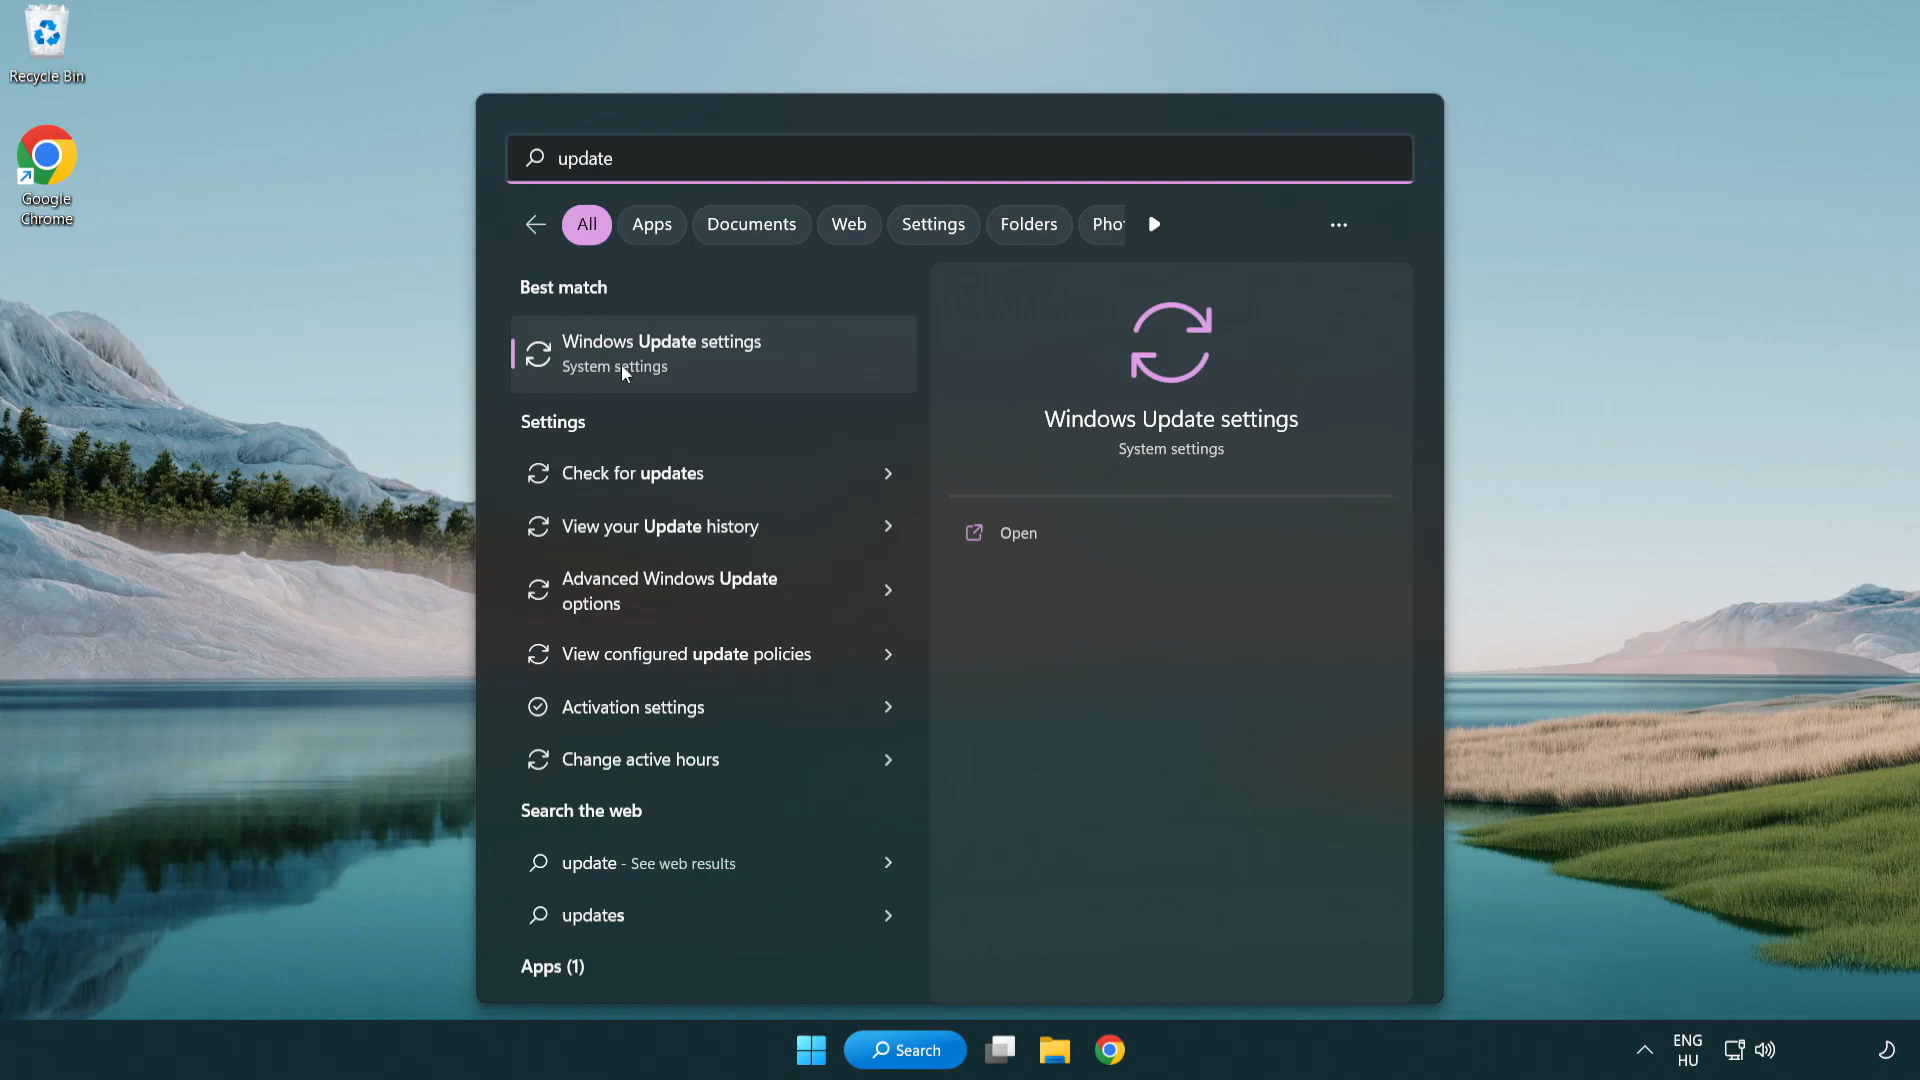 Recycle Bin
Google
Chrome
update
All
Apps
Documents
Web
Settings
Folders
Pho
Best match
Windows Update settings
System settings
Settings
Check for updates
View your Update history
Advanced Windows Update
options
View configured update policies
Activation settings
Change active hours
Search the web
update - See web results
updates
Apps (1)
Windows Update settings
System settings
Open
Search
ENG
HU